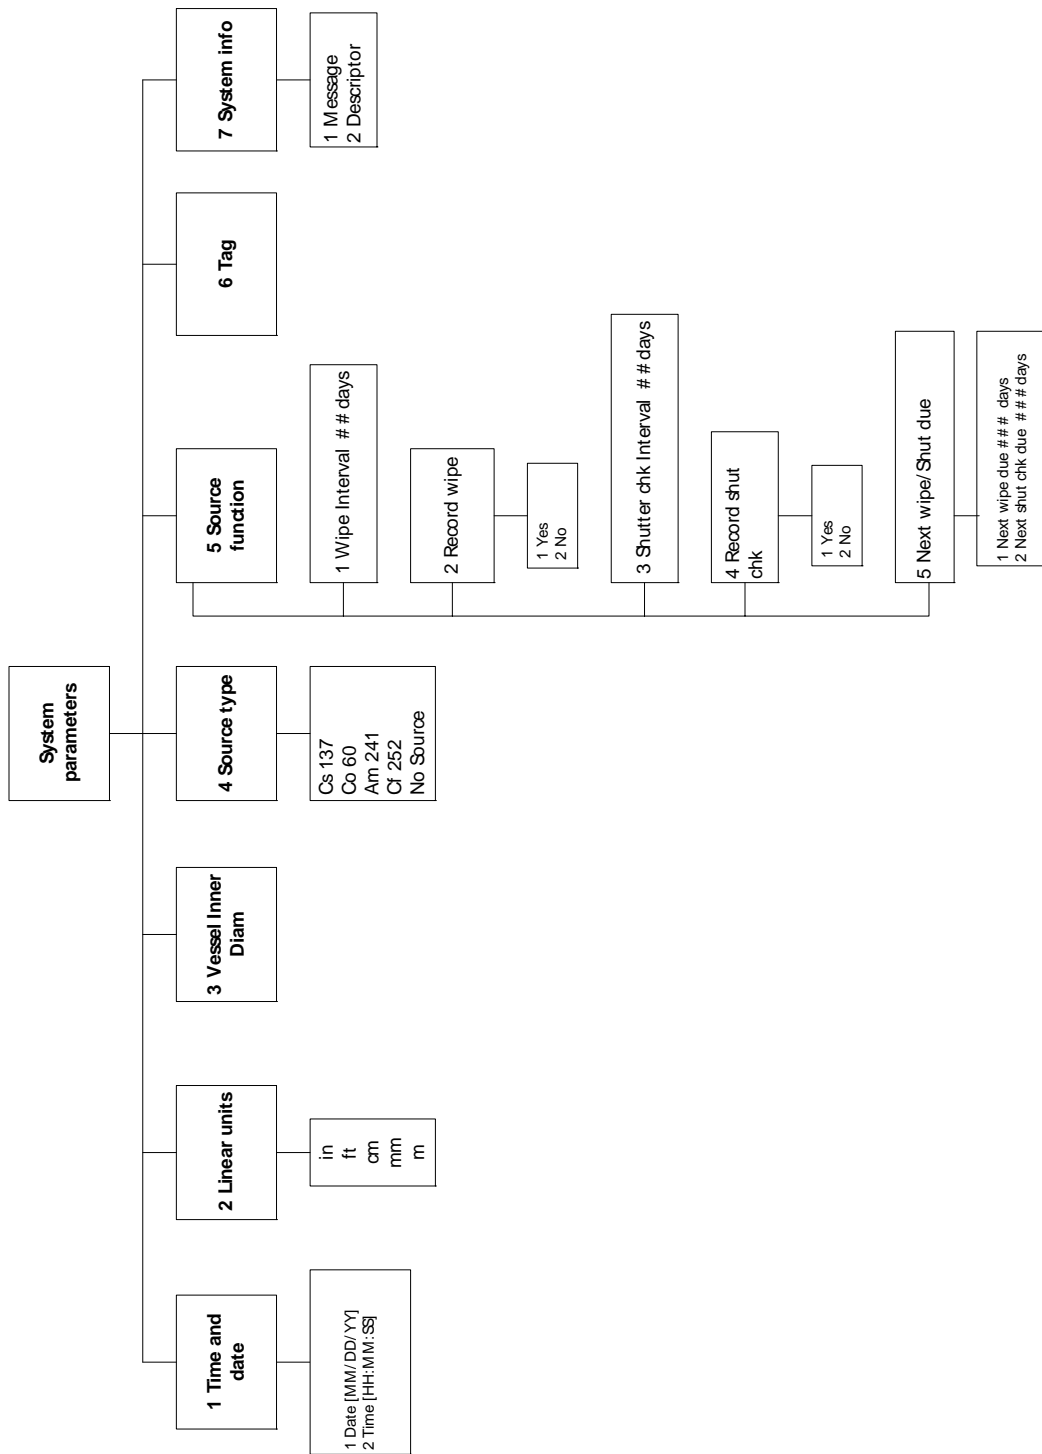 System
parameters
1 Time and
date
2 Linear units
3 Vessel Inner
Diam
4 Source type
5 Source
function
6 Tag
7 System info
1 Date [MM/DD/YY]
2 Time [HH:MM:SS]
in
ft
cm
mm
m
Cs 137
Co 60
Am 241
Cf 252
No Source
1 Wipe Interval ## days
2 Record wipe
1 Yes
2 No
3 Shutter chk Interval ## days
4 Record shut
chk
1 Yes
2 No
5 Next wipe/Shut due
1 Next wipe due ### days
2 Next shut chk due ### days
1 Message
2 Descriptor